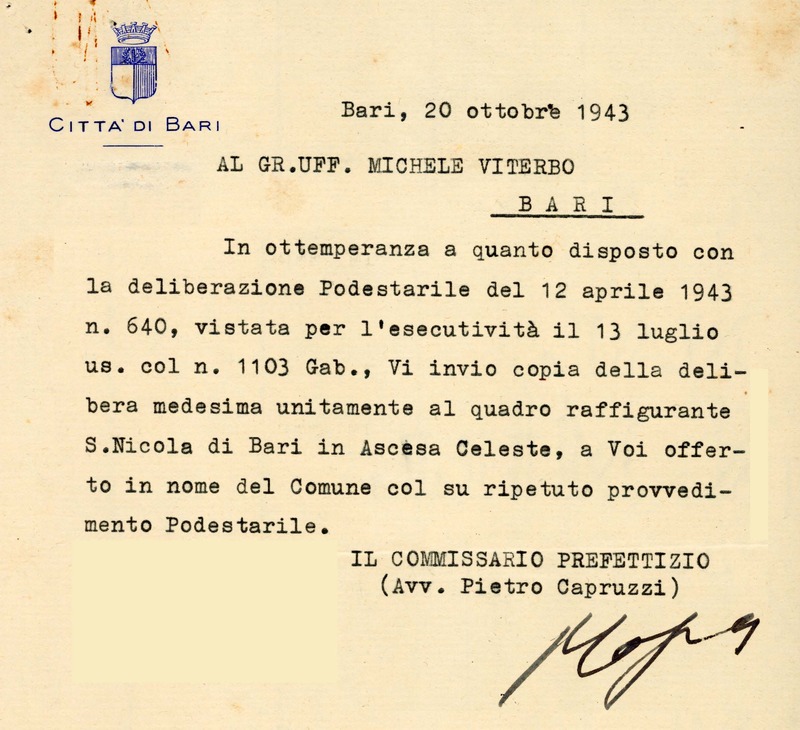 CITTA' DI BARI
Bari, 20 ottobre 1943
AL GR.UFF. MICHELE VITERBO
B A R I
In ottemperanza a quanto disposto con
la deliberazione Podestarile del 12 aprile 1943
n. 640, vistata per l'esecutività il 13 luglio
us. col n. 1103 Gab., Vi invio copia della deli-
bera medesima unitamente al quadro raffigurante
S.Nicola di Bari in Ascesa Celeste, a Voi offer-
to in nome del Comune col su ripetuto provvedi-
mento Podestarile.
IL COMMISSARIO PREFETTIZIO
(Avv. Pietro Capruzzi)